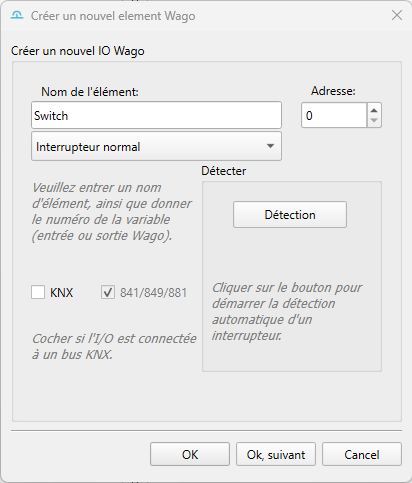 Créer un nouvel element Wago
Créer un nouvel IO Wago
Nom de l'élément:
Adresse:
Switch
0
Interrupteur normal
Détecter
Veuillez entrer un nom
d'élément, ainsi que donner
le numéro de la variable
(entrée ou sortie Wago).
Détection
Cliquer sur le bouton pour
démarrer la détection
automatique d'un
interrupteur.
KNX
841/849/881
Cocher si l'I/O est connectée
à un bus KNX.
OK
Ok, suivant
Cancel